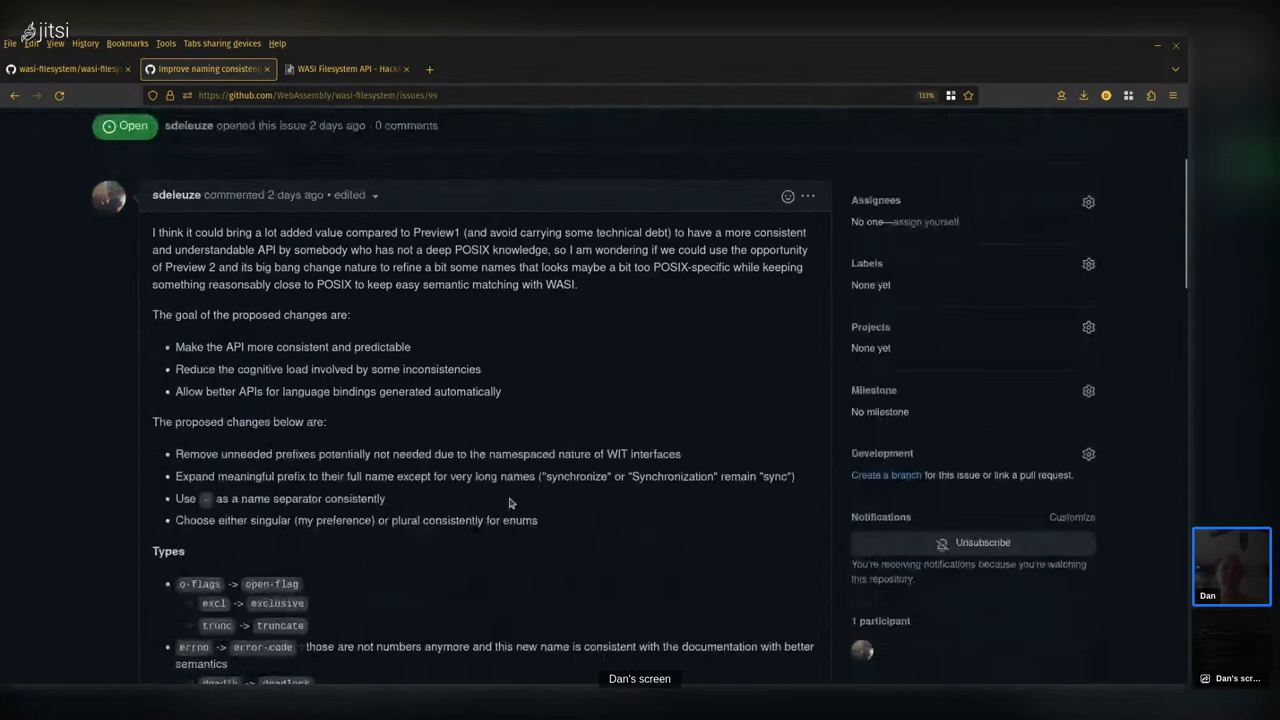 jitsi
File Edit View History Bookmarks Tools Tabs sharing devices Help
wasi-filesystem/wasi-filesy
Improve naming consisten
WASI Filesystem API - Hack
https://github.com/WebAssembly/wasi-filesystem/issues/99
133%
Open
sdeleuze opened this issue 2 days ago · 0 comments
sdeleuze commented 2 days ago • edited
I think it could bring a lot added value compared to Preview1 (and avoid carrying some technical debt) to have a more consistent
and understandable API by somebody who has not a deep POSIX knowledge, so I am wondering if we could use the opportunity
of Preview 2 and its big bang change nature to refine a bit some names that looks maybe a bit too POSIX-specific while keeping
something reasonsably close to POSIX to keep easy semantic matching with WASI.
The goal of the proposed changes are:
• Make the API more consistent and predictable
• Reduce the cognitive load involved by some inconsistencies
• Allow better APIs for language bindings generated automatically
The proposed changes below are:
• Remove unneeded prefixes potentially not needed due to the namespaced nature of WIT interfaces
• Expand meaningful prefix to their full name except for very long names ("synchronize" or "Synchronization" remain "sync")
• Use - as a name separator consistently
• Choose either singular (my preference) or plural consistently for enums
Types
• o-flags -> open-flag
excl -> exclusive
trunc -> truncate
• errno -> error-code : those are not numbers anymore and this new name is consistent with the documentation with better
semantics
deadlk -> deadlock
Assignees
No one—assign yourself
Labels
None yet
Projects
None yet
Milestone
No milestone
Development
Create a branch for this issue or link a pull request.
Notifications
Customize
Unsubscribe
You're receiving notifications because you're watching
this repository.
1 participant
Dan
Dan's scr...
Dan's screen